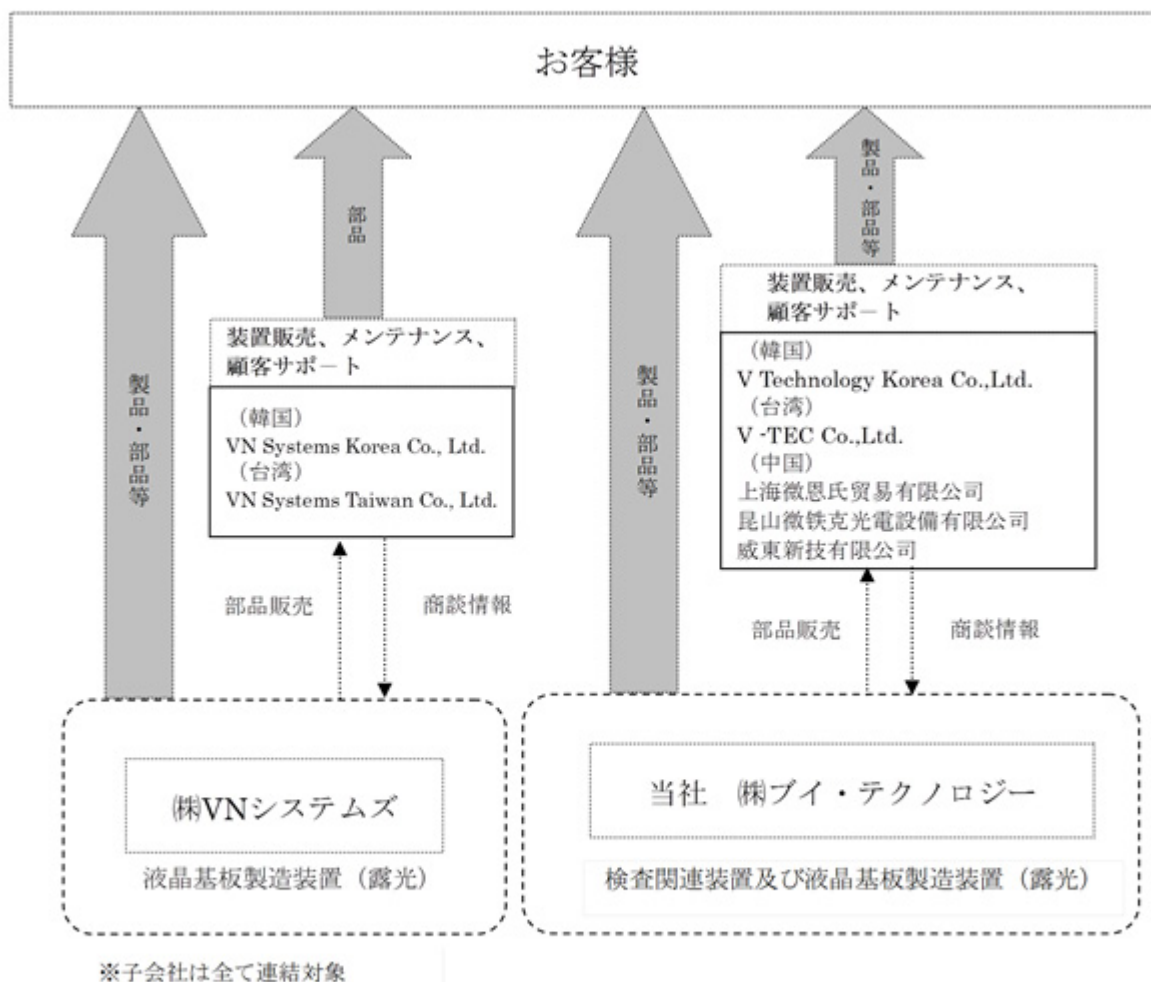 お客様
製品・部品等
部品
装置販売、メンテナンス、
顧客サポート
（韓国）
VN Systems Korea Co., Ltd.
（台湾）
VN Systems Taiwan Co., Ltd.
部品販売
商談情報
㈱VNシステムズ
液晶基板製造装置（露光）
製品・部品等
製品・部品等
装置販売、メンテナンス、
顧客サポート
（韓国）
V Technology Korea Co.,Ltd.
（台湾）
V -TEC Co.,Ltd.
（中国）
上海微恩氏贸易有限公司
昆山微铁克光電設備有限公司
威東新技有限公司
部品販売
商談情報
当社　㈱ブイ・テクノロジー
検査関連装置及び液晶基板製造装置（露光）
※子会社は全て連結対象